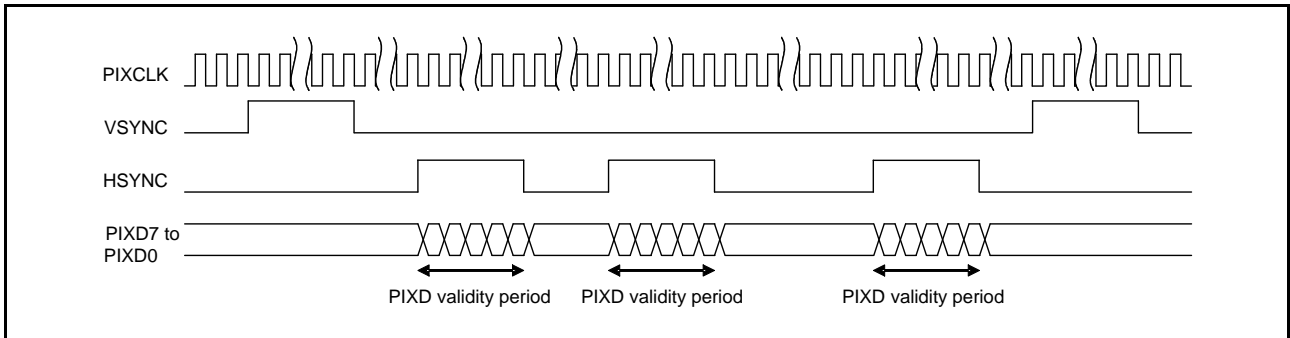 PIXCLK
VSYNC
HSYNC
PIXD7 to
PIXD0
PIXD validity period
PIXD validity period
PIXD validity period